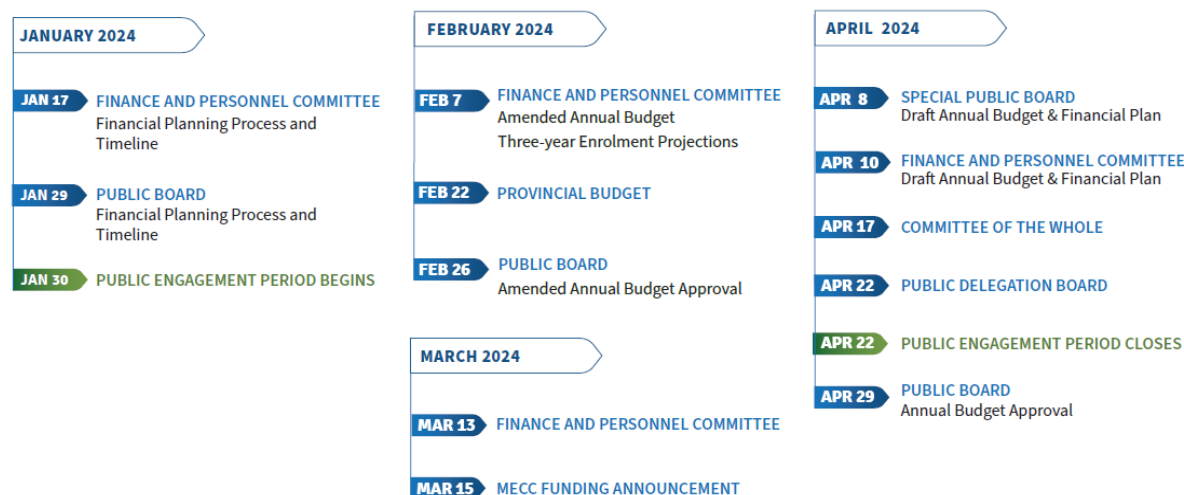 JANUARY 2024
JAN 17 FINANCE AND PERSONNEL COMMITTEE
Financial Planning Process and
Timeline
JAN 29 PUBLIC BOARD
Financial Planning Process and
Timeline
JAN 30 PUBLIC ENGAGEMENT PERIOD BEGINS
FEBRUARY 2024
FEB 7 FINANCE AND PERSONNEL COMMITTEE
Amended Annual Budget
Three-year Enrolment Projections
FEB 22 PROVINCIAL BUDGET
FEB 26 PUBLIC BOARD
Amended Annual Budget Approval
MARCH 2024
MAR 13 FINANCE AND PERSONNEL COMMITTEE
MAR 15 MECC FUNDING ANNOUNCEMENT
APRIL 2024
APR 8 SPECIAL PUBLIC BOARD
Draft Annual Budget & Financial Plan
APR 10 FINANCE AND PERSONNEL COMMITTEE
Draft Annual Budget & Financial Plan
APR 17 COMMITTEE OF THE WHOLE
APR 22 PUBLIC DELEGATION BOARD
APR 22 PUBLIC ENGAGEMENT PERIOD CLOSES
APR 29 PUBLIC BOARD
Annual Budget Approval